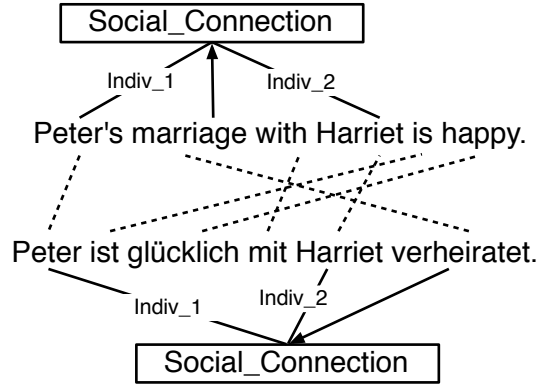 Social_Connection
Indiv_1 Indiv_2
Peter's marriage with Harriet is happy.
Peter ist glücklich mit Harriet verheiratet.
Indiv_1 Indiv_2
Social_Connection